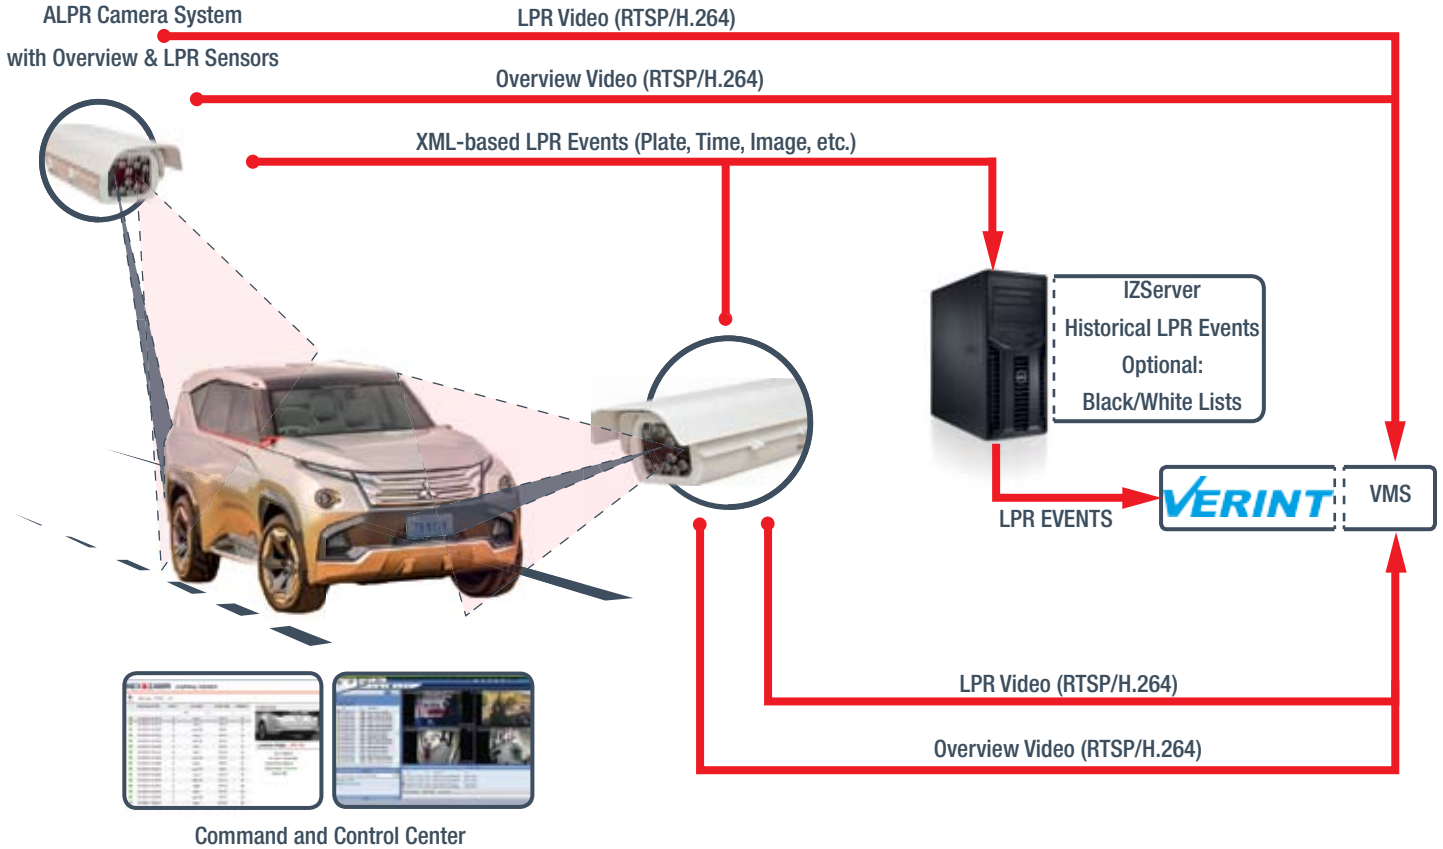 ALPR Camera System
with Overview & LPR Sensors
LPR Video (RTSP/H.264)
Overview Video (RTSP/H.264)
XML-based LPR Events (Plate, Time, Image, etc.)
IZServer
Historical LPR Events
Optional:
Black/White Lists
LPR EVENTS
VERINT
VMS
LPR Video (RTSP/H.264)
Overview Video (RTSP/H.264)
Command and Control Center